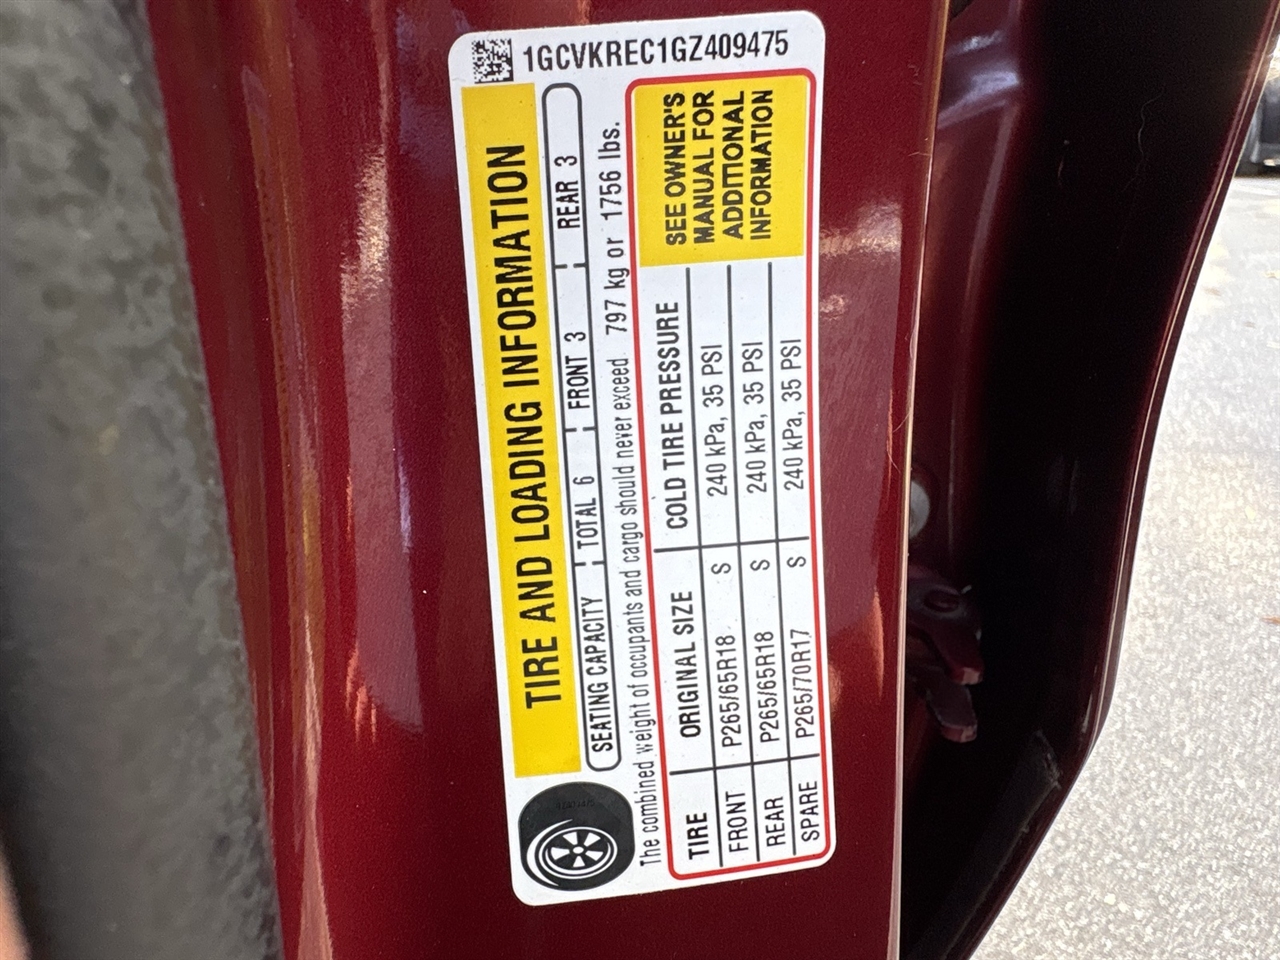 1GCVKREC1GZ409475
TIRE AND LOADING INFORMATION
SEATING CAPACITY TOTAL 6 FRONT 3 REAR 3
The combined weight of occupants and cargo should never exceed 797 kg or 1756 lbs.
TIRE ORIGINAL SIZE COLD TIRE PRESSURE
FRONT P265/65R18 S 240 kPa, 35 PSI
REAR P265/65R18 S 240 kPa, 35 PSI
SPARE P265/70R17 S 240 kPa, 35 PSI
SEE OWNER'S
MANUAL FOR
ADDITIONAL
INFORMATION